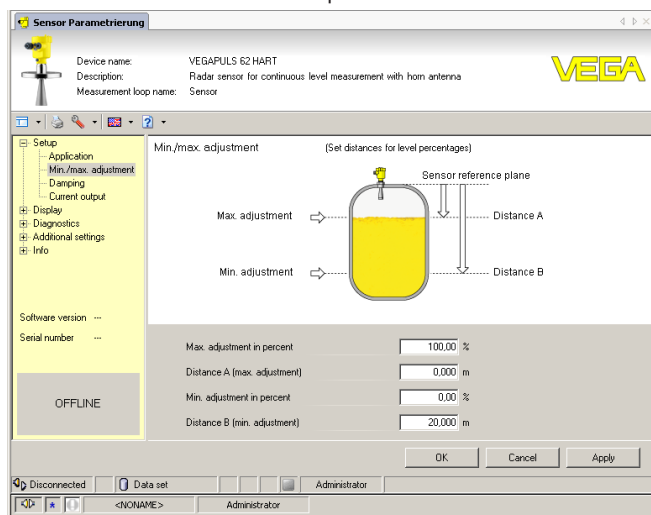 Sensor Parametrierung
Device name: VEGAPULS 62 HART
Description: Radar sensor for continuous level measurement with horn antenna
Measurement loop name: Sensor
VEGA
Setup
Application
Min./max. adjustment
Damping
Current output
Display
Diagnostics
Additional settings
Info
Software version ---
Serial number ---
OFFLINE
Min./max. adjustment (Set distances for level percentages)
Sensor reference plane
Max. adjustment
Distance A
Min. adjustment
Distance B
Max. adjustment in percent 100,00 %
Distance A (max. adjustment) 0,000 m
Min. adjustment in percent 0,00 %
Distance B (min. adjustment) 20,000 m
OK Cancel Apply
Disconnected Data set Administrator
<NONAME> Administrator